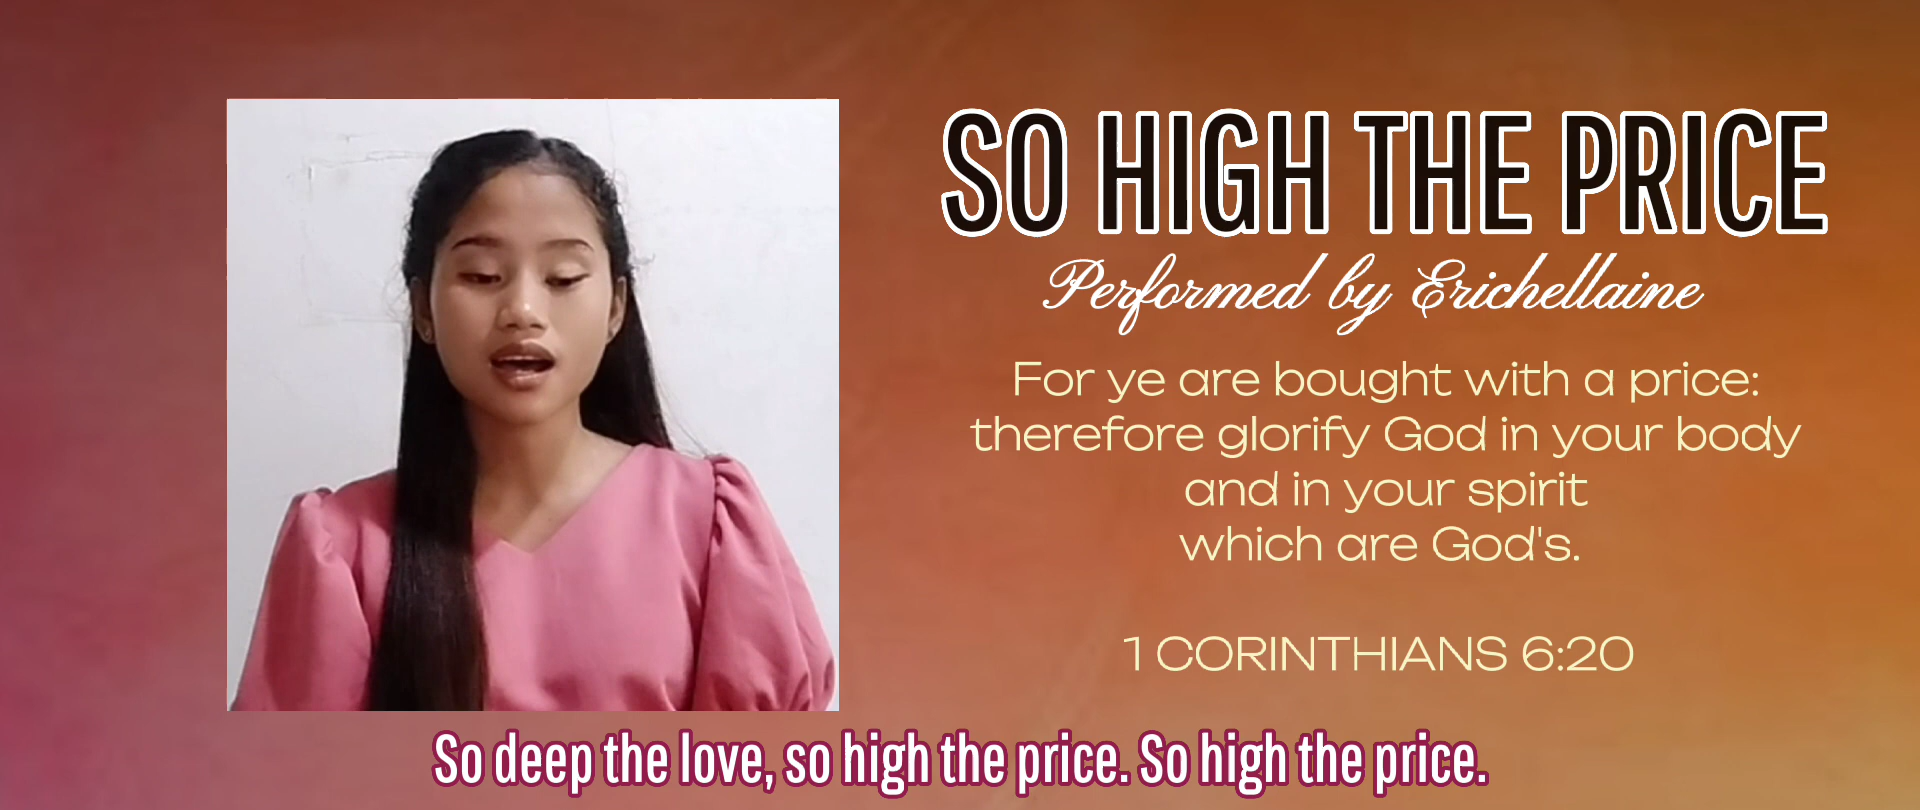 SO HIGH THE PRICE
Performed by Erichellaine
For ye are bought with a price:
therefore glorify God in your body
and in your spirit
which are God's.
1 CORINTHIANS 6:20
So deep the love, so high the price. So high the price.